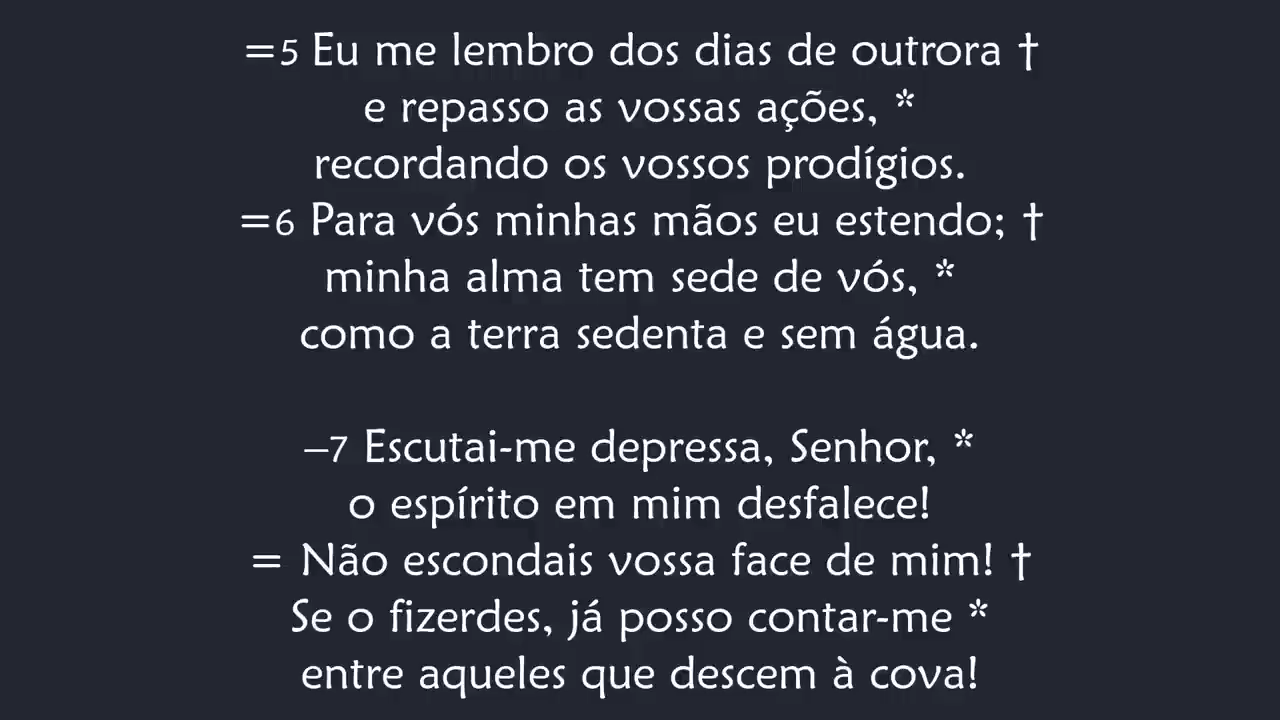 =5 Eu me lembro dos dias de outrora †
e repasso as vossas ações, *
recordando os vossos prodígios.
=6 Para vós minhas mãos eu estendo; †
minha alma tem sede de vós, *
como a terra sedenta e sem água.
–7 Escutai-me depressa, Senhor, *
o espírito em mim desfalece!
= Não escondais vossa face de mim! †
Se o fizerdes, já posso contar-me *
entre aqueles que descem à cova!